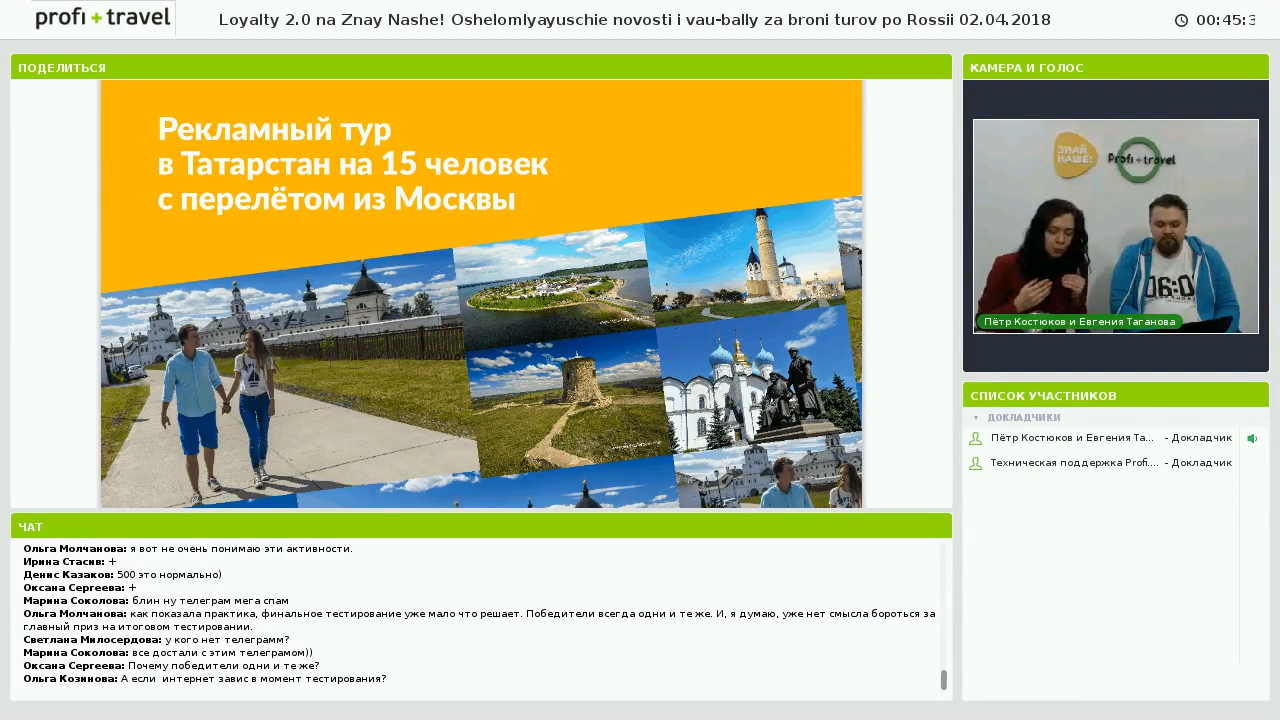 profi + travel
Loyalty 2.0 na Znay Nashe! Oshelomlyayuschie novosti i vau-bally za broni turov po Rossii 02.04.2018
00:45:3
ПОДЕЛИТЬСЯ
Рекламный тур
в Татарстан на 15 человек
с перелётом из Москвы
КАМЕРА И ГОЛОС
ЗНАЙ
НАШЕ!
Profi + travel
06:0
Пётр Костюков и Евгения Таганова
СПИСОК УЧАСТНИКОВ
ДОКЛАДЧИКИ
Пётр Костюков и Евгения Та... - Докладчик
Техническая поддержка Profi.... - Докладчик
ЧАТ
Ольга Молчанова: я вот не очень понимаю эти активности.
Ирина Стасив: +
Денис Казаков: 500 это нормально)
Оксана Сергеева: +
Марина Соколова: блин ну телеграм мега спам
Ольга Молчанова: как показала практика, финальное тестирование уже мало что решает. Победители всегда одни и те же. И, я думаю, уже нет смысла бороться за
главный приз на итоговом тестировании.
Светлана Милосердова: у кого нет телеграмм?
Марина Соколова: все достали с этим телеграмом))
Оксана Сергеева: Почему победители одни и те же?
Ольга Козинова: А если интернет завис в момент тестирования?